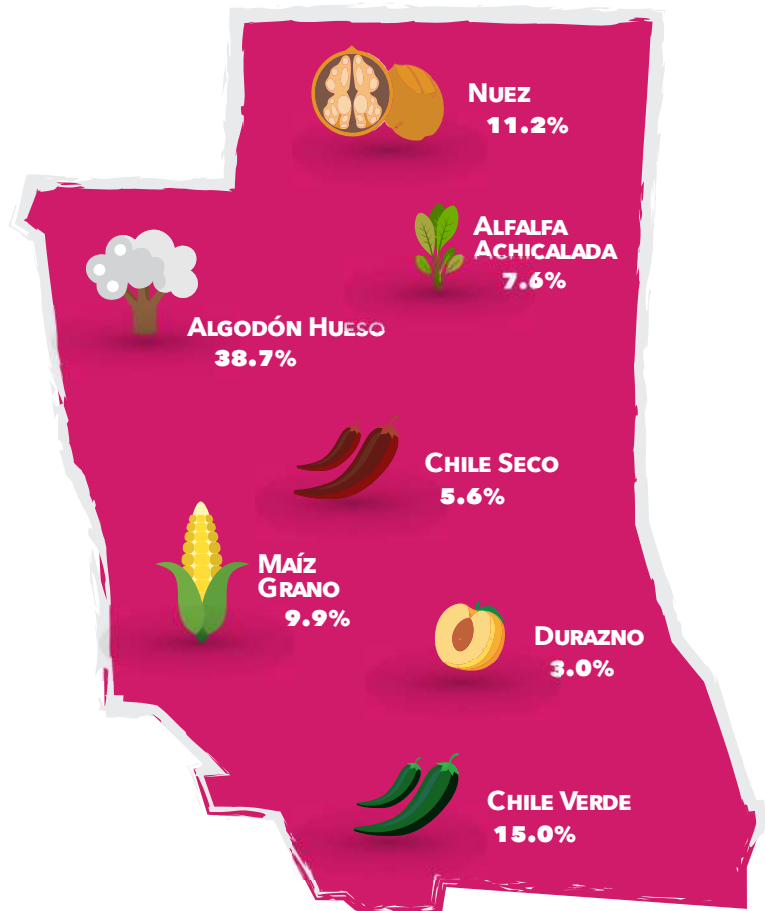 Nuez
11.2%
Alfalfa
Achicalada
7.6%
Algodón Hueso
38.7%
Chile Seco
5.6%
Maíz
Grano
9.9%
Durazno
3.0%
Chile Verde
15.0%